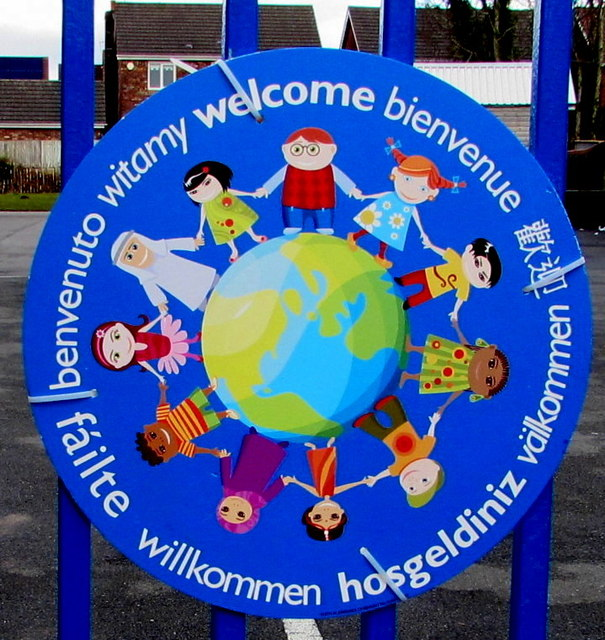 welcome
bienvenue
歡迎
välkommen
hosgeldiniz
willkommen
fáilte
benvenuto
witamy